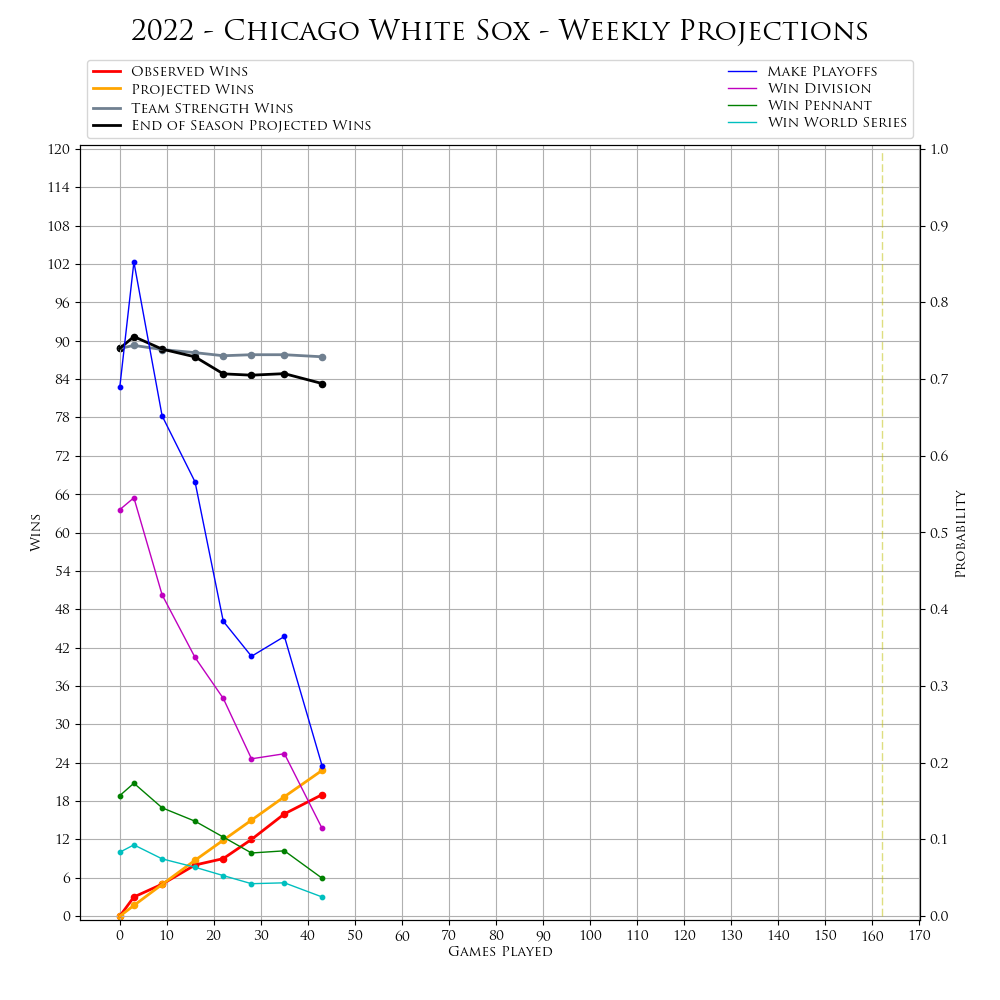 2022 - Chicago White Sox - Weekly Projections
Observed Wins
Projected Wins
Team Strength Wins
End of Season Projected Wins
Make Playoffs
Win Division
Win Pennant
Win World Series
120
114
108
102
96
90
84
78
72
66
60
54
48
42
36
30
24
18
12
6
0
Wins
1.0
0.9
0.8
0.7
0.6
0.5
0.4
0.3
0.2
0.1
0.0
Probability
0 10 20 30 40 50 60 70 80 90 100 110 120 130 140 150 160 170
Games Played